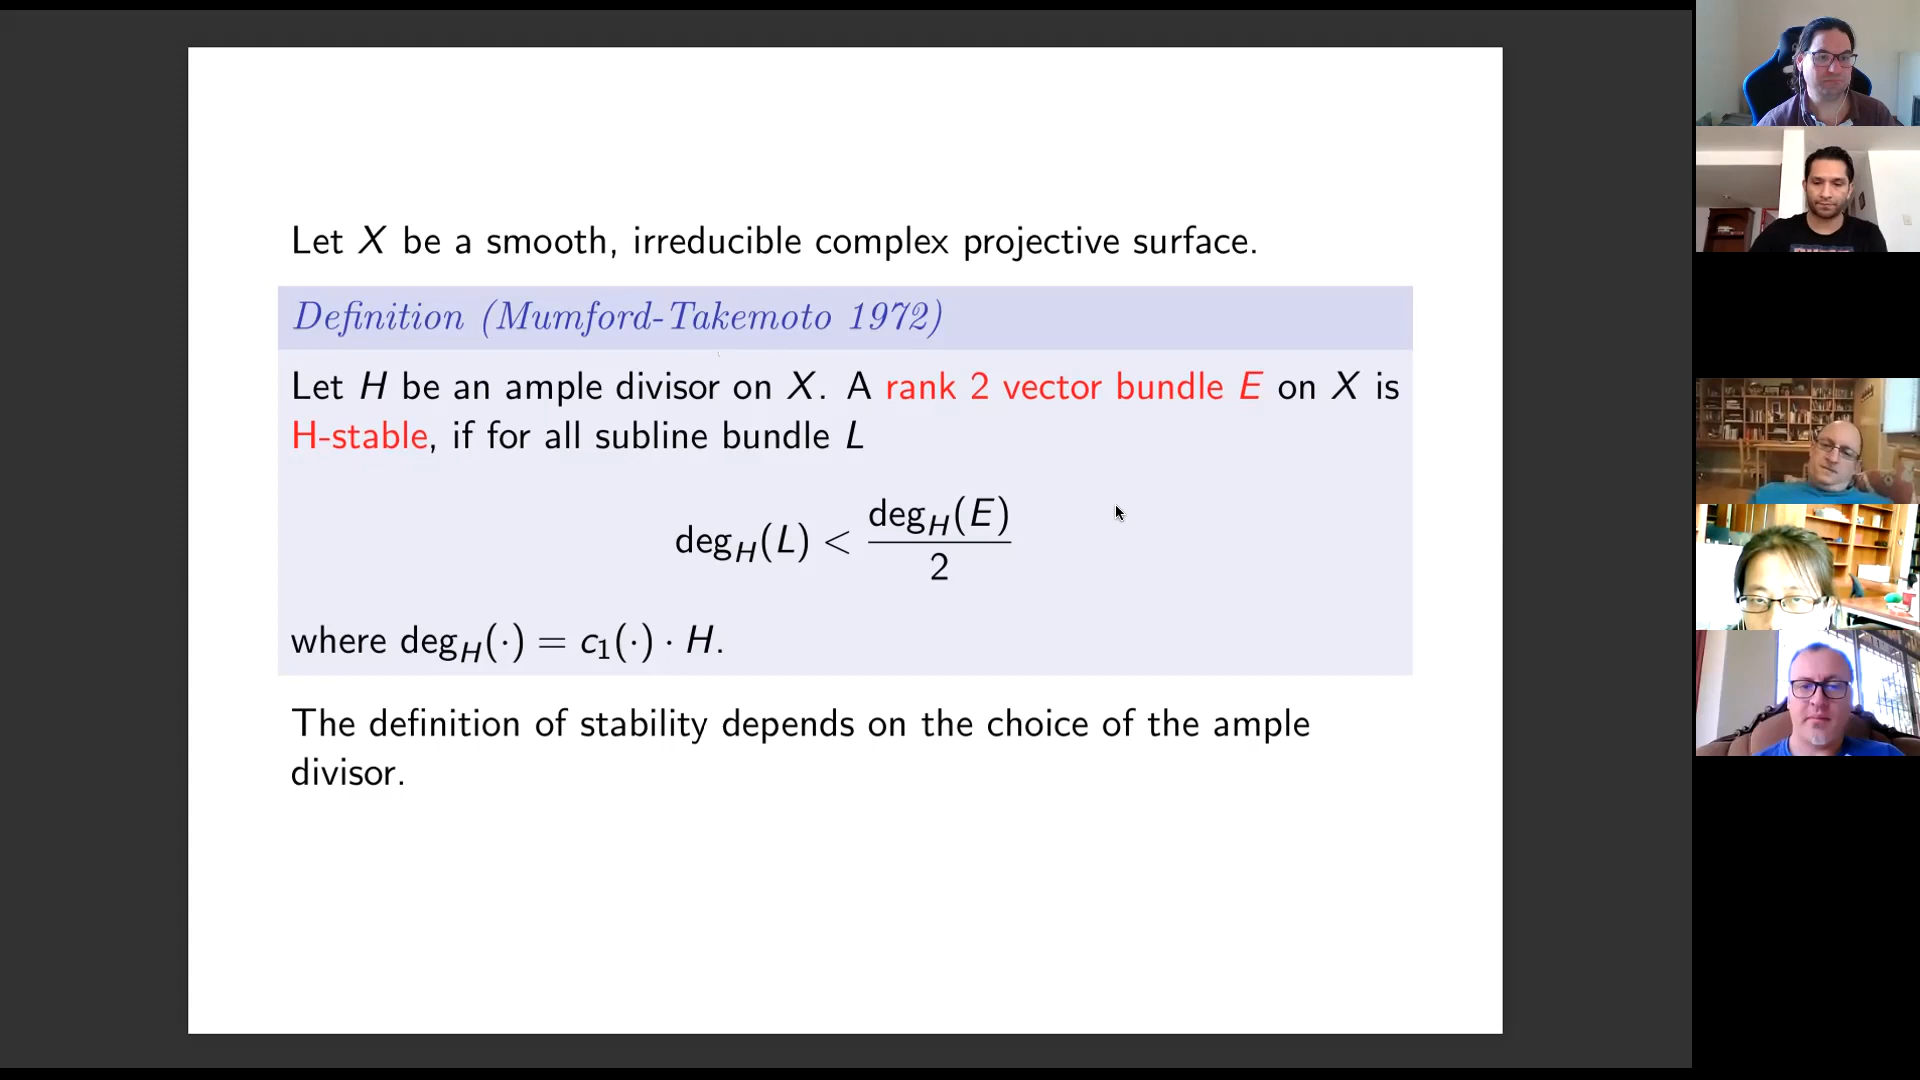 Let X be a smooth, irreducible complex projective surface.
Definition (Mumford-Takemoto 1972)
Let H be an ample divisor on X. A rank 2 vector bundle E on X is
H-stable, if for all subline bundle L
deg_H(L) < deg_H(E)/2
where deg_H(·) = c₁(·) · H.
The definition of stability depends on the choice of the ample
divisor.